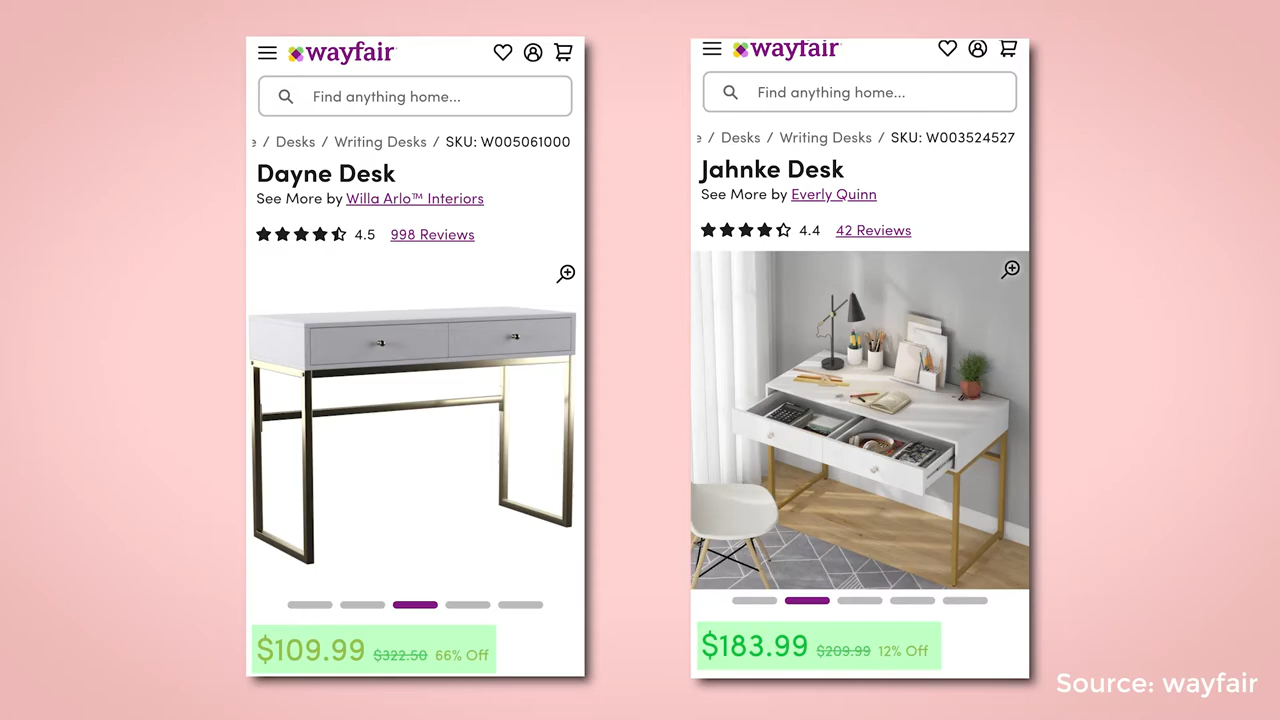 wayfair
Find anything home...
e / Desks / Writing Desks / SKU: W005061000
Dayne Desk
See More by Willa Arlo™ Interiors
4.5 998 Reviews
$109.99 $322.50 66% Off
wayfair
Find anything home...
e / Desks / Writing Desks / SKU: W003524527
Jahnke Desk
See More by Everly Quinn
4.4 42 Reviews
$183.99 $209.99 12% Off
Source: wayfair